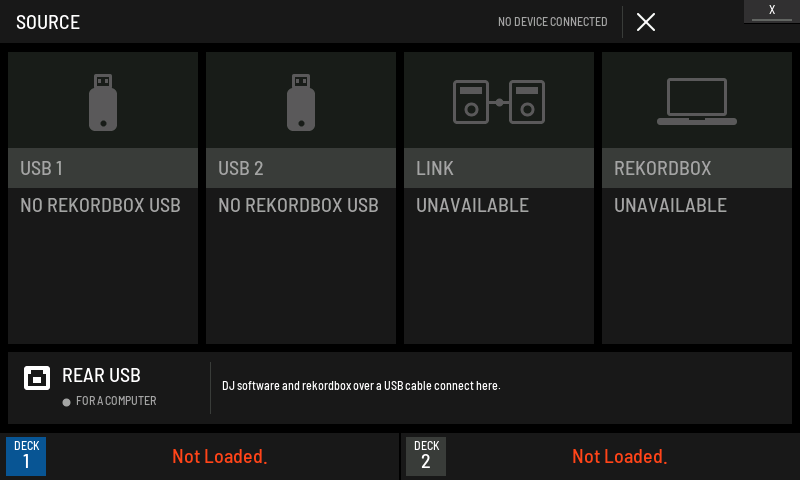 SOURCE
NO DEVICE CONNECTED
X
USB 1
USB 2
LINK
REKORDBOX
NO REKORDBOX USB
NO REKORDBOX USB
UNAVAILABLE
UNAVAILABLE
REAR USB
FOR A COMPUTER
DJ software and rekordbox over a USB cable connect here.
DECK
1
Not Loaded.
DECK
2
Not Loaded.